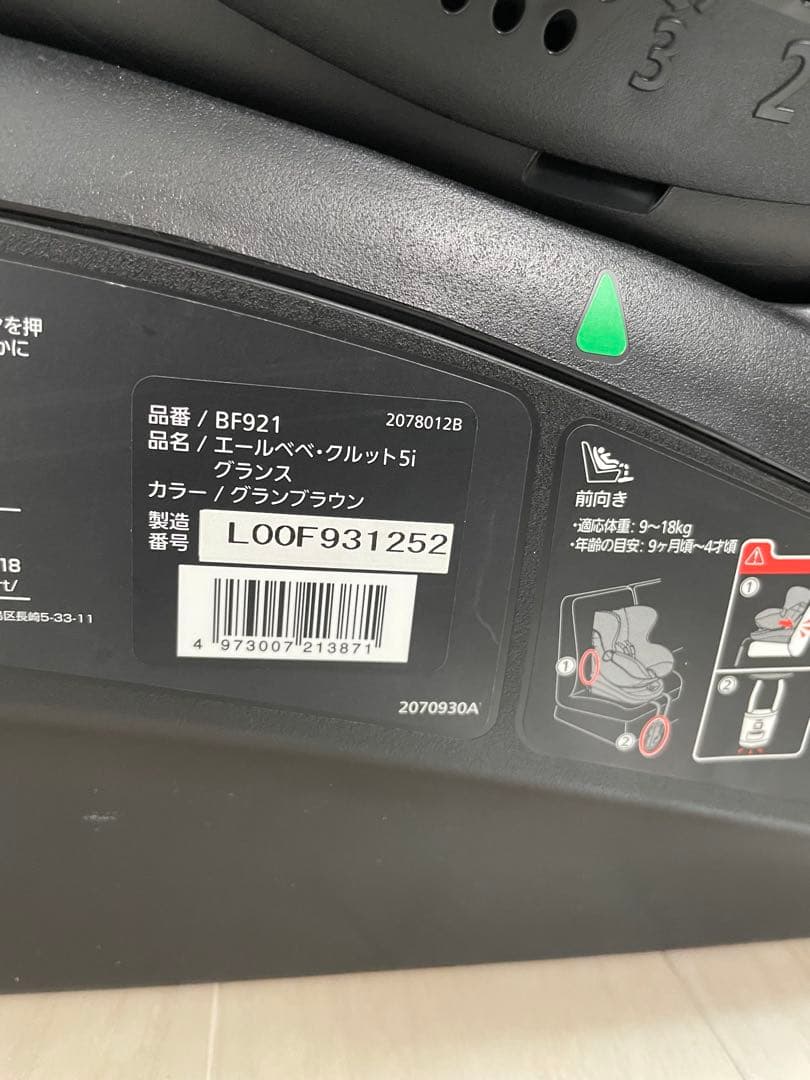 3
2
を押
かに
品番 / BF921
2078012B
品名 / エールベベ・クルット5i
グランス
カラー / グランブラウン
製造
番号
L00F931252
4 973007 213871
2070930A
18
rt/
区長崎5-33-11
前向き
・適応体重: 9～18kg
・年齢の目安: 9ヶ月頃～4才頃
①
②
①
②